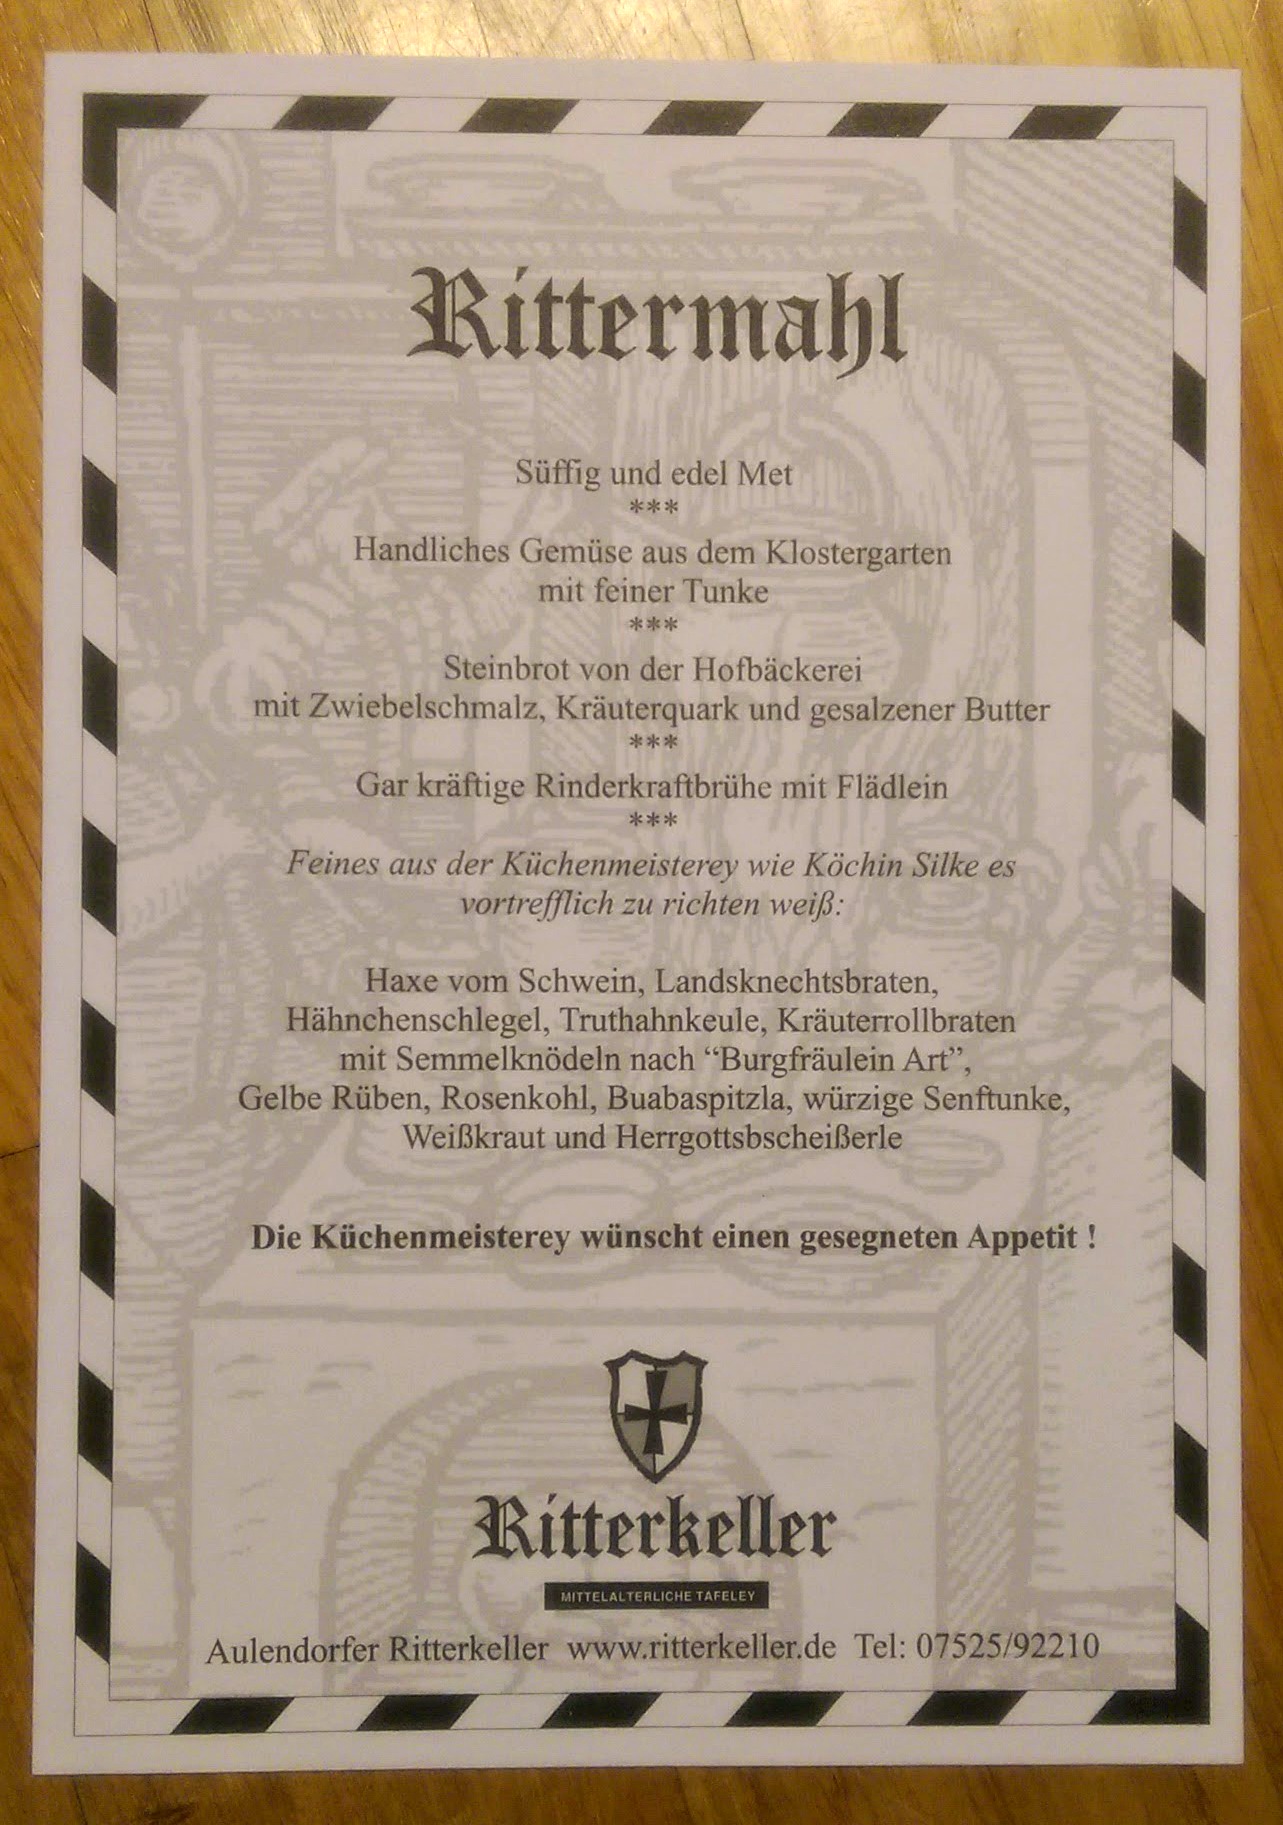 Rittermahl
Süffig und edel Met
***
Handliches Gemüse aus dem Klostergarten
mit feiner Tunke
***
Steinbrot von der Hofbäckerei
mit Zwiebelschmalz, Kräuterquark und gesalzener Butter
***
Gar kräftige Rinderkraftbrühe mit Flädlein
***
Feines aus der Küchenmeisterey wie Köchin Silke es
vortrefflich zu richten weiß:
Haxe vom Schwein, Landsknechtsbraten,
Hähnchenschlegel, Truthahnkeule, Kräuterrollbraten
mit Semmelknödeln nach “Burgfräulein Art”,
Gelbe Rüben, Rosenkohl, Buabaspitzla, würzige Senftunke,
Weißkraut und Herrgottsbscheißerle
Die Küchenmeisterey wünscht einen gesegneten Appetit !
Ritterkeller
MITTELALTERLICHE TAFELEY
Aulendorfer Ritterkeller www.ritterkeller.de Tel: 07525/92210